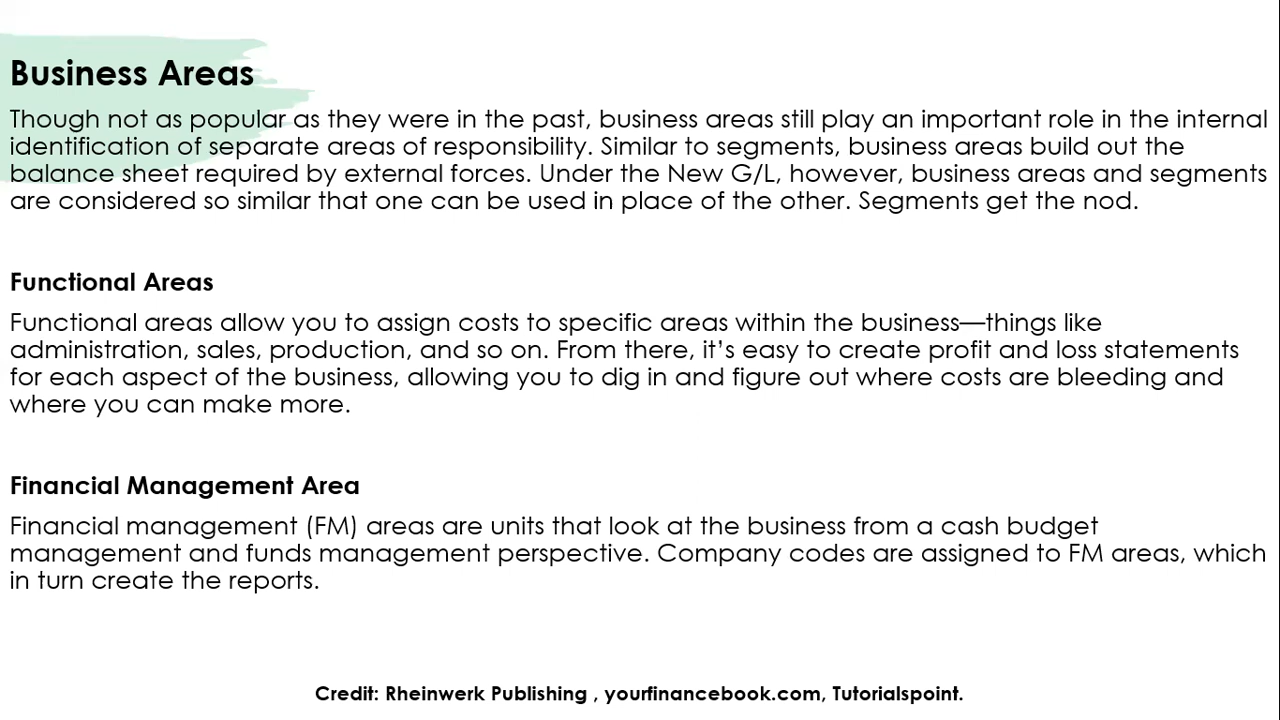 Business Areas
Though not as popular as they were in the past, business areas still play an important role in the internal
identification of separate areas of responsibility. Similar to segments, business areas build out the
balance sheet required by external forces. Under the New G/L, however, business areas and segments
are considered so similar that one can be used in place of the other. Segments get the nod.
Functional Areas
Functional areas allow you to assign costs to specific areas within the business—things like
administration, sales, production, and so on. From there, it’s easy to create profit and loss statements
for each aspect of the business, allowing you to dig in and figure out where costs are bleeding and
where you can make more.
Financial Management Area
Financial management (FM) areas are units that look at the business from a cash budget
management and funds management perspective. Company codes are assigned to FM areas, which
in turn create the reports.
Credit: Rheinwerk Publishing , yourfinancebook.com, Tutorialspoint.